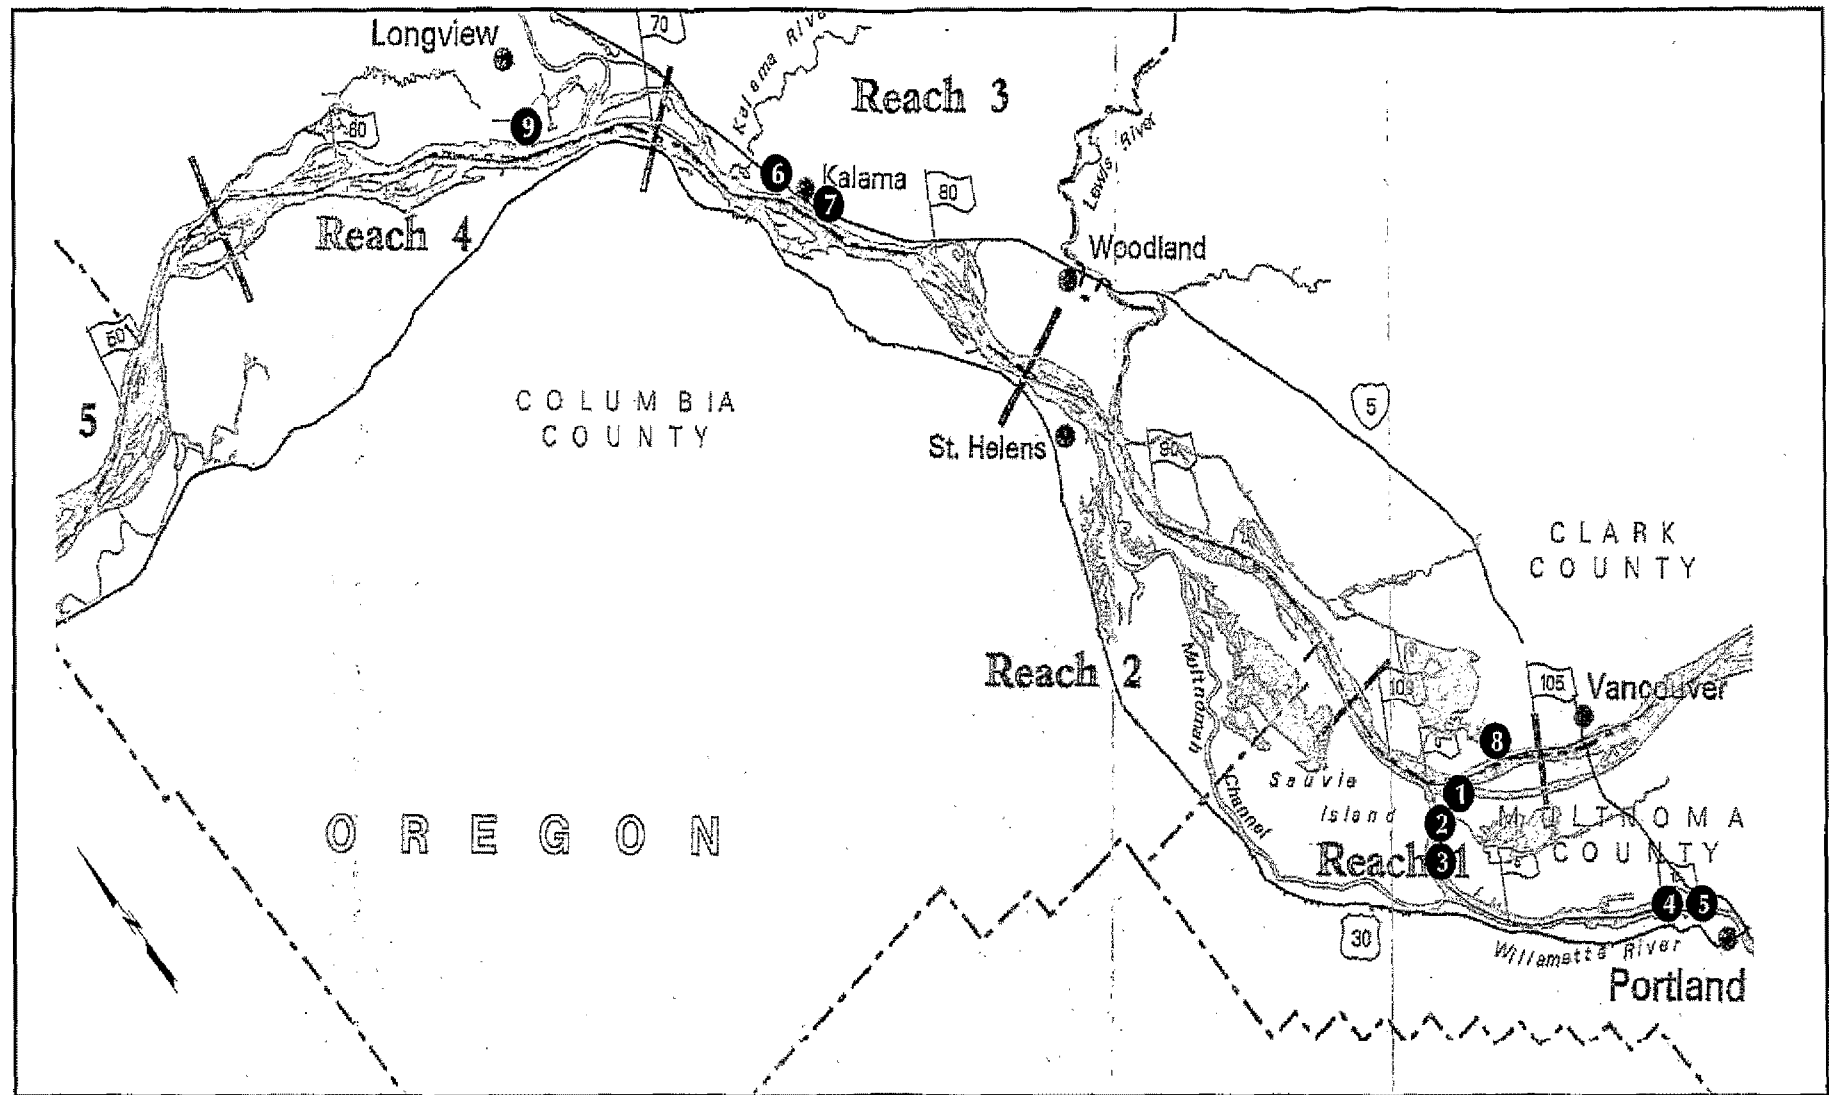 Longview
70
Kalama River
Reach 3
80
9
6
Kalama
7
80
Lewis River
Woodland
Reach 4
5
COLUMBIA
COUNTY
5
St. Helens
90
CLARK
COUNTY
Reach 2
Multnomah
Channel
105
Vancouver
8
Sauvie
Island
1
2
MULTNOMA
COUNTY
Reach 1
3
4
5
30
Willamette River
Portland
OREGON